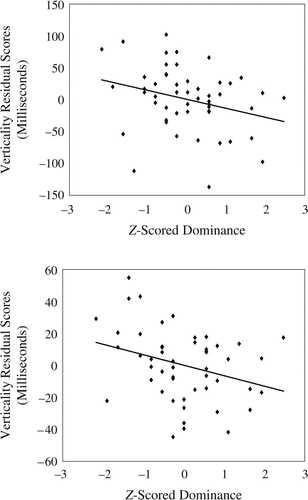 Verticality Residual Scores
(Milliseconds)
150
100
50
0
−50
−100
−150
−3 −2 −1 0 1 2 3
Z-Scored Dominance
Verticality Residual Scores
(Milliseconds)
60
40
20
0
−20
−40
−60
−3 −2 −1 0 1 2 3
Z-Scored Dominance